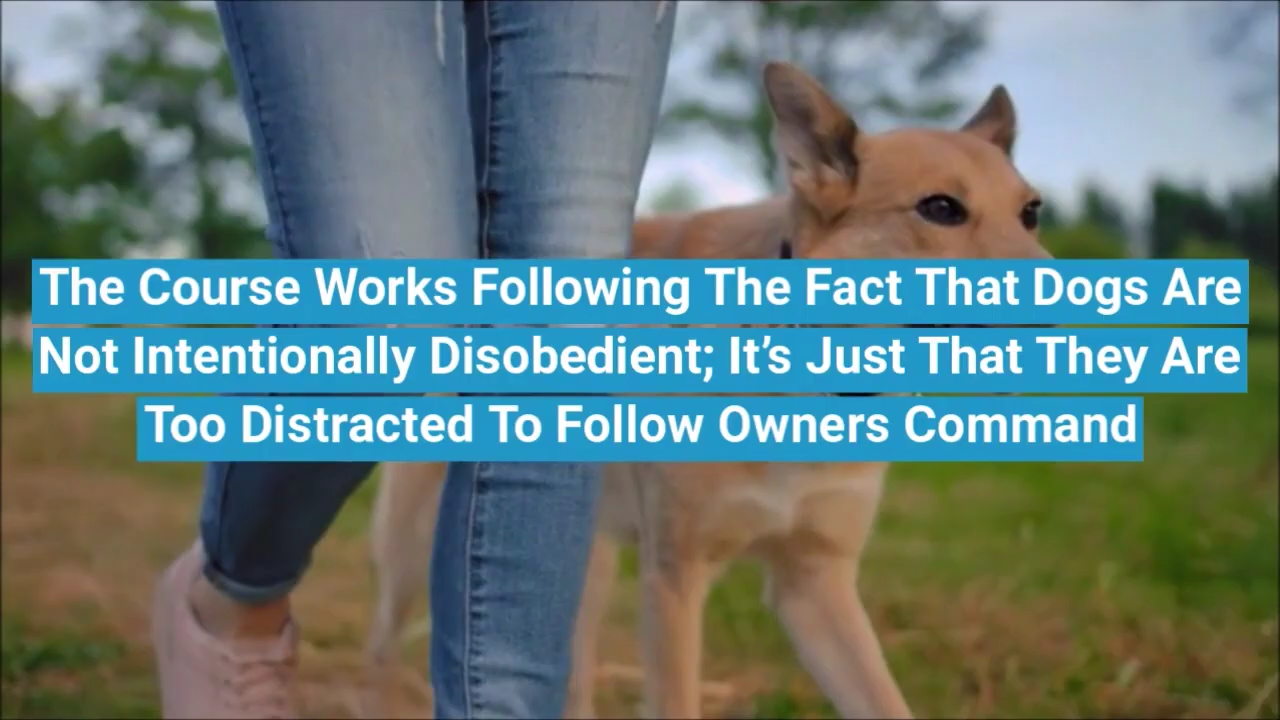 The Course Works Following The Fact That Dogs Are
Not Intentionally Disobedient; It’s Just That They Are
Too Distracted To Follow Owners Command